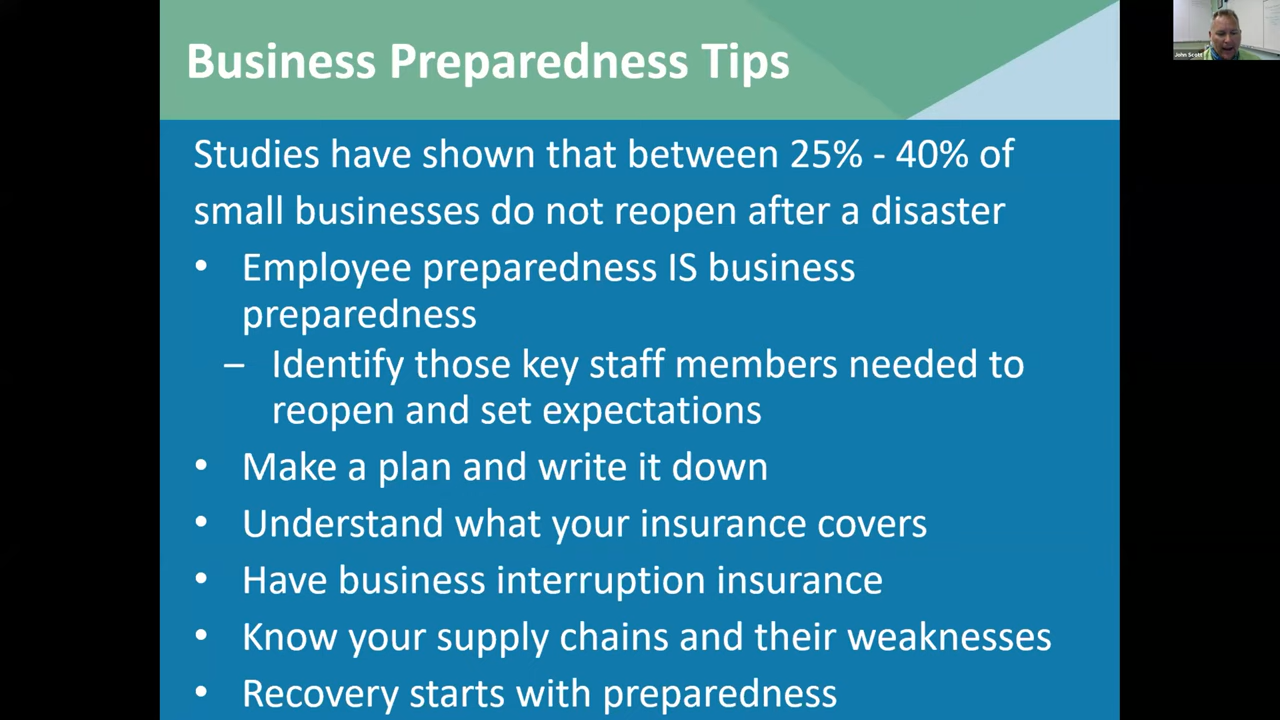 Business Preparedness Tips
John Scott
Studies have shown that between 25% - 40% of
small businesses do not reopen after a disaster
• Employee preparedness IS business
preparedness
– Identify those key staff members needed to
reopen and set expectations
• Make a plan and write it down
• Understand what your insurance covers
• Have business interruption insurance
• Know your supply chains and their weaknesses
• Recovery starts with preparedness